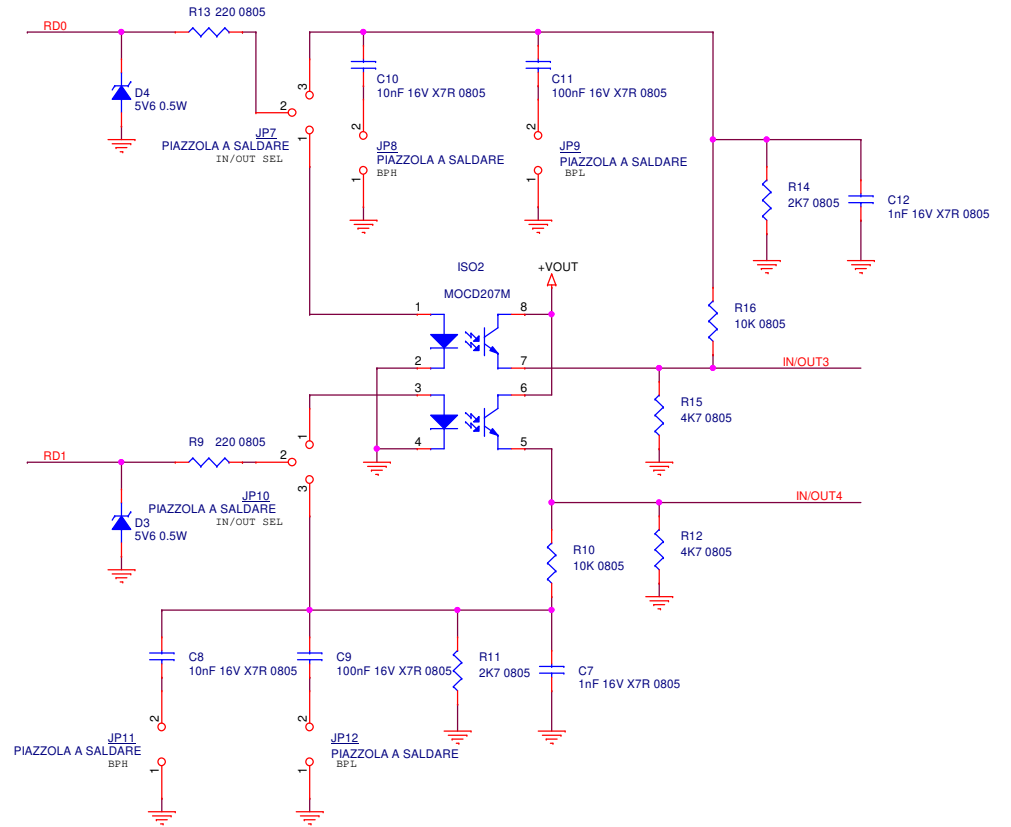 R13 220 0805
RD0
D4
5V6 0.5W
3
2
1
JP7
PIAZZOLA A SALDARE
IN/OUT SEL
C10
10nF 16V X7R 0805
2
JP8
PIAZZOLA A SALDARE
BPH
1
C11
100nF 16V X7R 0805
2
JP9
PIAZZOLA A SALDARE
BPL
1
R14
2K7 0805
C12
1nF 16V X7R 0805
ISO2
MOCD207M
+VOUT
1
8
2
7
3
6
4
5
R16
10K 0805
IN/OUT3
R15
4K7 0805
RD1
R9 220 0805
1
2
3
JP10
PIAZZOLA A SALDARE
IN/OUT SEL
D3
5V6 0.5W
IN/OUT4
R10
10K 0805
R12
4K7 0805
C8
10nF 16V X7R 0805
C9
100nF 16V X7R 0805
R11
2K7 0805
C7
1nF 16V X7R 0805
2
JP11
PIAZZOLA A SALDARE
BPH
1
2
JP12
PIAZZOLA A SALDARE
BPL
1